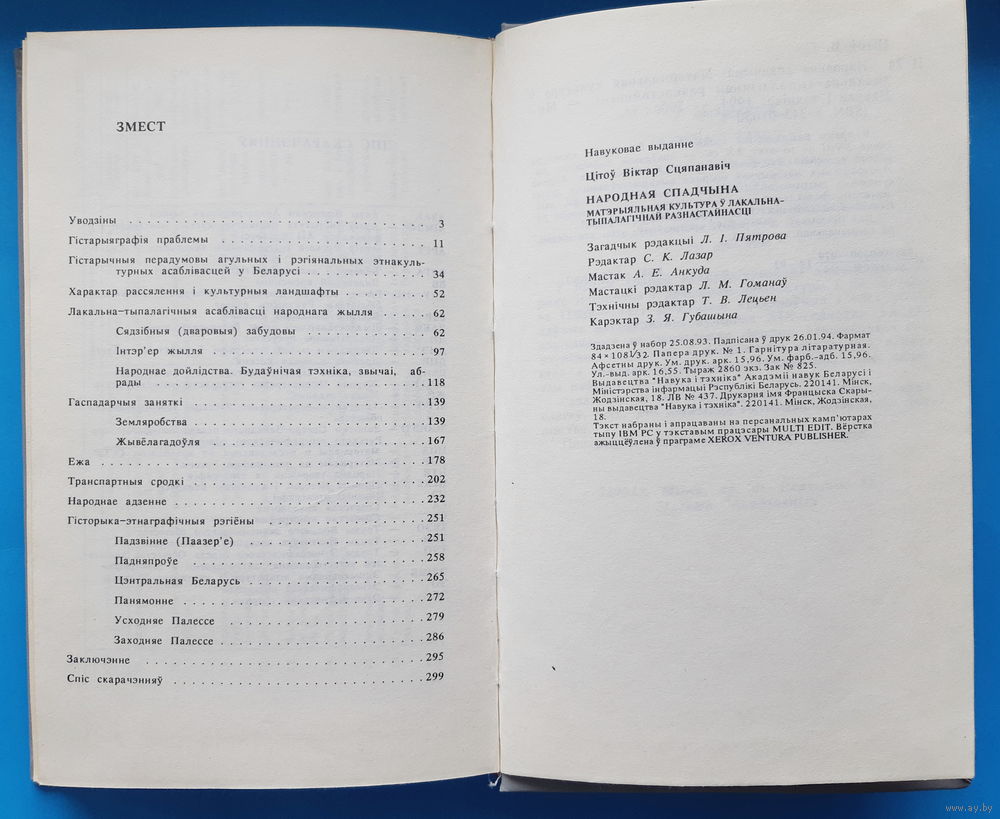 ЗМЕСТ
Уводзіны . . . . . . . . . . . . . . . . . . . . . . . . . . . 3
Гістарыяграфія праблемы . . . . . . . . . . . . . . . . . . 11
Гістарычныя перадумовы агульных і рэгіянальных этнакуль-
турных асаблівасцей у Беларусі . . . . . . . . . . . 34
Характар рассялення і культурныя ландшафты . . . . . . . . 52
Лакальна-тыпалагічныя асаблівасці народнага жылля . . . . . 62
Сядзібныя (дваровыя) забудовы . . . . . . . . . . . . 62
Інтэр'ер жылля . . . . . . . . . . . . . . . . . . . . 97
Народнае дойлідства. Будаўнічая тэхніка, звычаі, аб-
рады . . . . . . . . . . . . . . . . . . . . . . . . 118
Гаспадарчыя заняткі . . . . . . . . . . . . . . . . . . . . 139
Земляробства . . . . . . . . . . . . . . . . . . . . . 139
Жывёлагадоўля . . . . . . . . . . . . . . . . . . . . 167
Ежа . . . . . . . . . . . . . . . . . . . . . . . . . . . . 178
Транспартныя сродкі . . . . . . . . . . . . . . . . . . . . 202
Народнае адзенне . . . . . . . . . . . . . . . . . . . . . 232
Гісторыка-этнаграфічныя рэгіёны . . . . . . . . . . . . . . 251
Падзвінне (Паазер'е) . . . . . . . . . . . . . . . . . 251
Падняпроўе . . . . . . . . . . . . . . . . . . . . . . 258
Цэнтральная Беларусь . . . . . . . . . . . . . . . . . 265
Панямонне . . . . . . . . . . . . . . . . . . . . . . 272
Усходняе Палессе . . . . . . . . . . . . . . . . . . . 279
Заходняе Палессе . . . . . . . . . . . . . . . . . . . 286
Заключэнне . . . . . . . . . . . . . . . . . . . . . . . . 295
Спіс скарачэнняў . . . . . . . . . . . . . . . . . . . . . 299
Навуковае выданне
Цітоў Віктар Сцяпанавіч
НАРОДНАЯ СПАДЧЫНА
МАТЭРЫЯЛЬНАЯ КУЛЬТУРА Ў ЛАКАЛЬНА-
ТЫПАЛАГІЧНАЙ РАЗНАСТАЙНАСЦІ
Загадчык рэдакцыі Л. І. Пятрова
Рэдактар С. К. Лазар
Мастак А. Е. Анкуда
Мастацкі рэдактар Л. М. Гоманаў
Тэхнічны рэдактар Т. В. Лецьен
Карэктар З. Я. Губашына
Здадзена ў набор 25.08.93. Падпісана ў друк 26.01.94. Фармат
84×108 1/32. Папера друк. № 1. Гарнітура літаратурная.
Афсетны друк. Ум. друк. арк. 15,96. Ум. фарб.-адб. 15,96.
Ул.-выд. арк. 16,55. Тыраж 2860 экз. Зак № 825.
Выдавецтва "Навука і тэхніка" Акадэміі навук Беларусі і
Міністэрства інфармацыі Рэспублікі Беларусь. 220141. Мінск,
Жодзінская, 18. ЛВ № 437. Друкарня імя Францыска Скары-
ны выдавецтва "Навука і тэхніка". 220141. Мінск, Жодзінская,
18.
Тэкст набраны і апрацаваны на персанальных камп'ютарах
тыпу IBM PC у тэкставым працэсары MULTI EDIT. Вёрстка
ажыццёўлена ў праграме XEROX VENTURA PUBLISHER.
www.ay.by